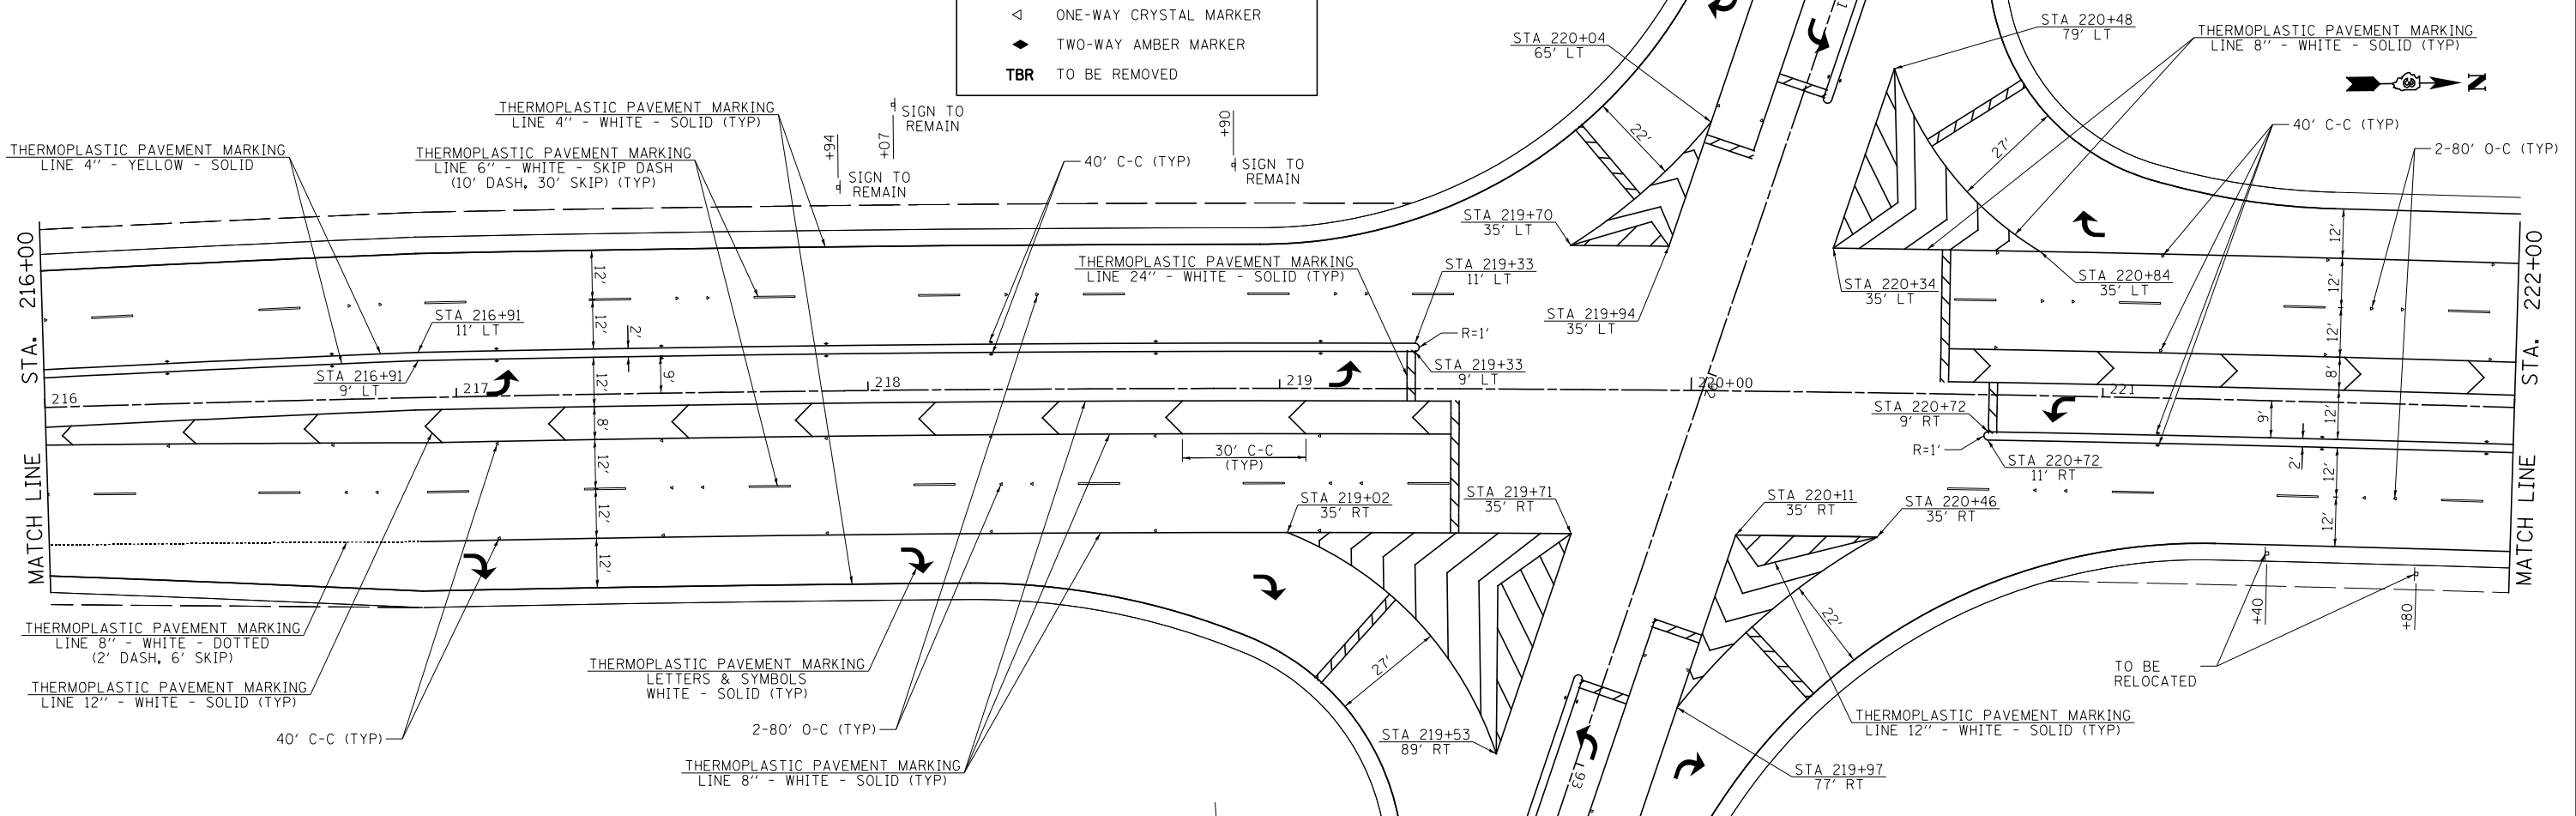 ONE-WAY CRYSTAL MARKER
TWO-WAY AMBER MARKER
TBR TO BE REMOVED
THERMOPLASTIC PAVEMENT MARKING
LINE 4" - WHITE - SOLID (TYP)
THERMOPLASTIC PAVEMENT MARKING
LINE 4" - YELLOW - SOLID
THERMOPLASTIC PAVEMENT MARKING
LINE 6" - WHITE - SKIP DASH
(10' DASH, 30' SKIP) (TYP)
+94
SIGN TO
REMAIN
+07
SIGN TO
REMAIN
+90
SIGN TO
REMAIN
40' C-C (TYP)
STA 220+04
65' LT
STA 220+48
79' LT
THERMOPLASTIC PAVEMENT MARKING
LINE 8" - WHITE - SOLID (TYP)
N
40' C-C (TYP)
2-80' O-C (TYP)
22'
27'
STA 219+70
35' LT
THERMOPLASTIC PAVEMENT MARKING
LINE 24" - WHITE - SOLID (TYP)
STA 219+33
11' LT
STA 219+94
35' LT
STA 220+34
35' LT
STA 220+84
35' LT
MATCH LINE STA. 216+00
MATCH LINE STA. 222+00
STA 216+91
11' LT
STA 216+91
9' LT
12'
12'
2'
12'
9'
8'
12'
12'
12'
R=1'
STA 219+33
9' LT
216
217
218
219
220+00
221
192
30' C-C
(TYP)
STA 220+72
9' RT
R=1'
STA 220+72
11' RT
12'
12'
12'
8'
12'
9'
2'
12'
12'
STA 219+02
35' RT
STA 219+71
35' RT
STA 220+11
35' RT
STA 220+46
35' RT
THERMOPLASTIC PAVEMENT MARKING
LINE 8" - WHITE - DOTTED
(2' DASH, 6' SKIP)
THERMOPLASTIC PAVEMENT MARKING
LINE 12" - WHITE - SOLID (TYP)
40' C-C (TYP)
THERMOPLASTIC PAVEMENT MARKING
LETTERS & SYMBOLS
WHITE - SOLID (TYP)
2-80' O-C (TYP)
THERMOPLASTIC PAVEMENT MARKING
LINE 8" - WHITE - SOLID (TYP)
27'
22'
STA 219+53
89' RT
193
STA 219+97
77' RT
THERMOPLASTIC PAVEMENT MARKING
LINE 12" - WHITE - SOLID (TYP)
+40
+80
TO BE
RELOCATED